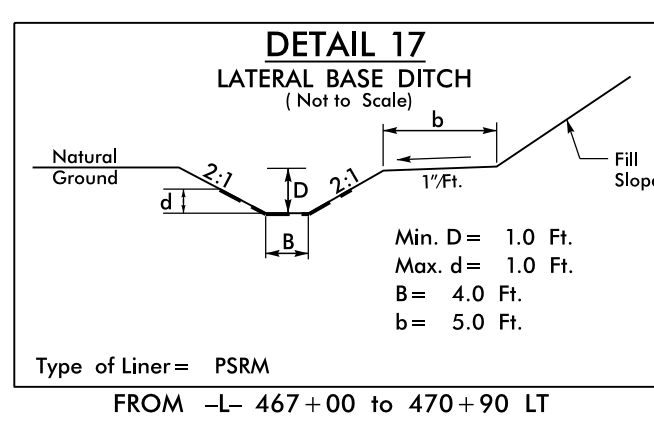 DETAIL 17
LATERAL BASE DITCH
( Not to Scale)
b
Natural
Ground
2:1
D
2:1
1"/Ft.
Fill
Slope
d
B
Min. D = 1.0 Ft.
Max. d = 1.0 Ft.
B = 4.0 Ft.
b = 5.0 Ft.
Type of Liner = PSRM
FROM -L- 467+00 to 470+90 LT